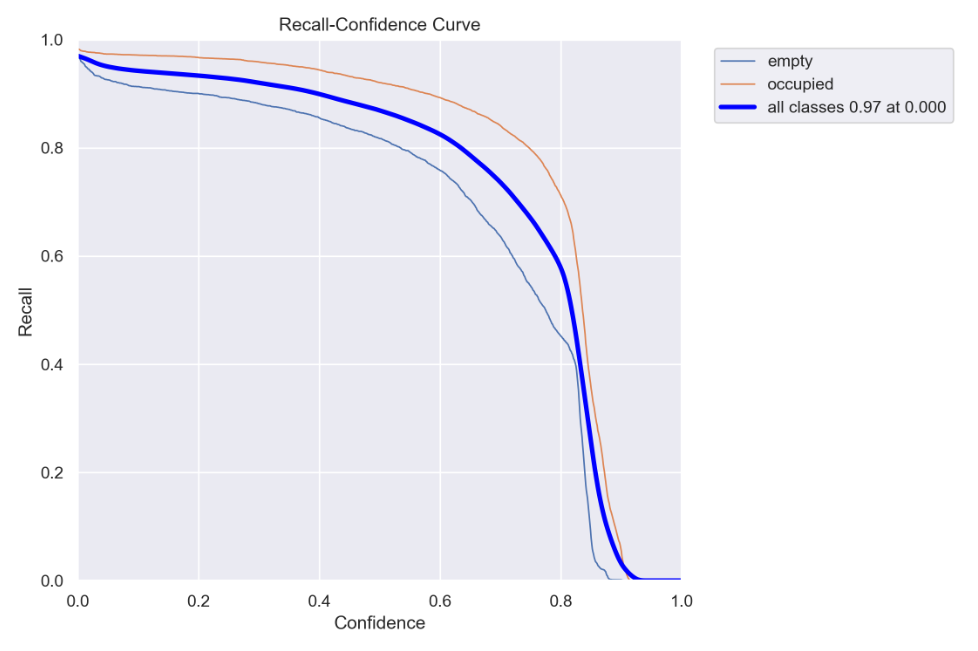 Recall-Confidence Curve
empty
occupied
all classes 0.97 at 0.000
Recall
1.0
0.8
0.6
0.4
0.2
0.0
0.0 0.2 0.4 0.6 0.8 1.0
Confidence